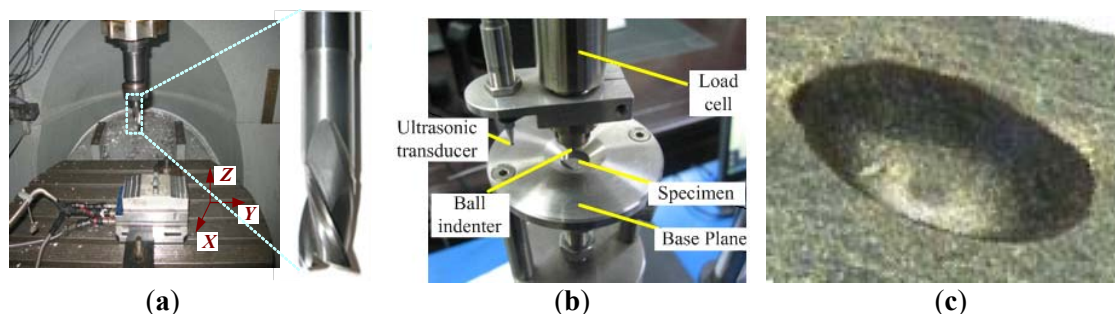 Z
Y
X
Ultrasonic
transducer
Ball
indenter
Load
cell
Specimen
Base Plane
(a)
(b)
(c)